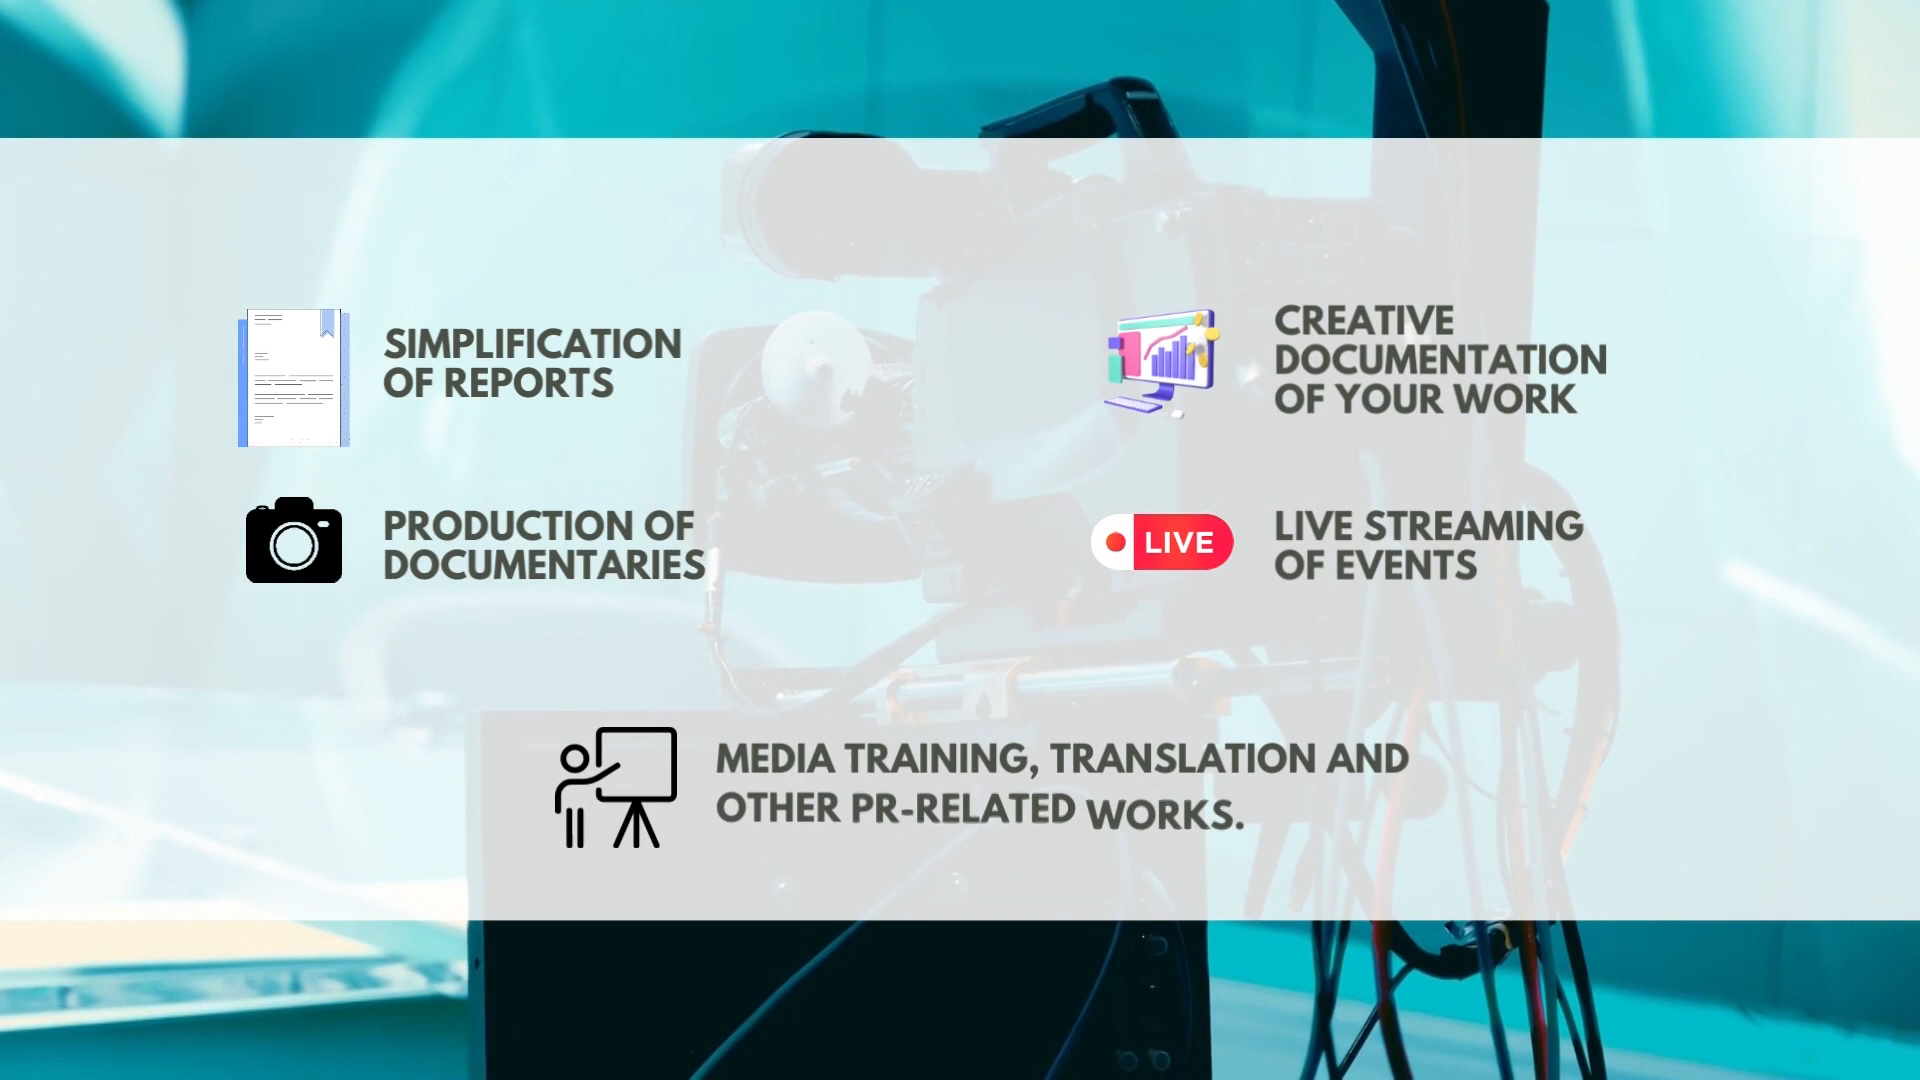 SIMPLIFICATION
OF REPORTS
CREATIVE
DOCUMENTATION
OF YOUR WORK
PRODUCTION OF
DOCUMENTARIES
LIVE
LIVE STREAMING
OF EVENTS
MEDIA TRAINING, TRANSLATION AND
OTHER PR-RELATED WORKS.